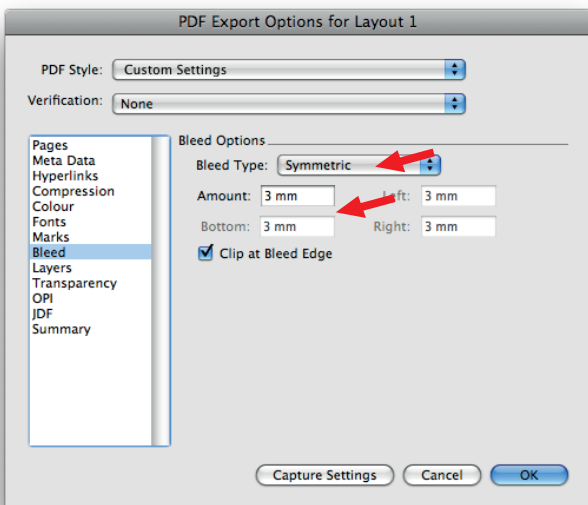 PDF Export Options for Layout 1
PDF Style: Custom Settings
Verification: None
Pages
Meta Data
Hyperlinks
Compression
Colour
Fonts
Marks
Bleed
Layers
Transparency
OPI
JDF
Summary
Bleed Options
Bleed Type: Symmetric
Amount: 3 mm Left: 3 mm
Bottom: 3 mm Right: 3 mm
Clip at Bleed Edge
Capture Settings Cancel OK